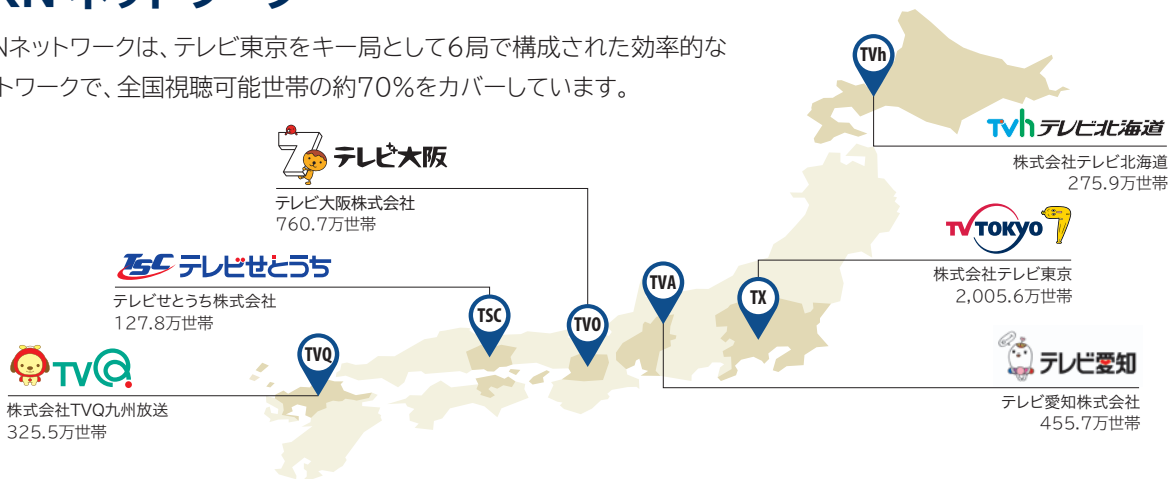 Nネットワーク
Nネットワークは、テレビ東京をキー局として6局で構成された効率的な
トワークで、全国視聴可能世帯の約70%をカバーしています。
TVh
TVh テレビ北海道
株式会社テレビ北海道
275.9万世帯
テレビ大阪
テレビ大阪株式会社
760.7万世帯
TV TOKYO
株式会社テレビ東京
2,005.6万世帯
TSC テレビせとうち
テレビせとうち株式会社
127.8万世帯
TSC
TVO
TVA
TX
TVQ
TVQ
株式会社TVQ九州放送
325.5万世帯
テレビ愛知
テレビ愛知株式会社
455.7万世帯